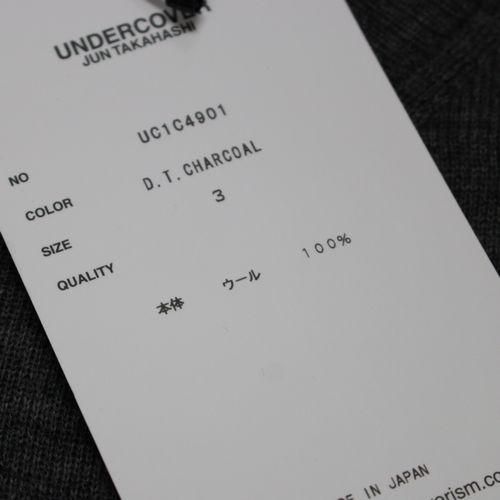 UNDERCOVER
JUN TAKAHASHI
NO UC1C4901
COLOR D.T.CHARCOAL
SIZE 3
QUALITY
本体 ウール 100%
IN JAPAN